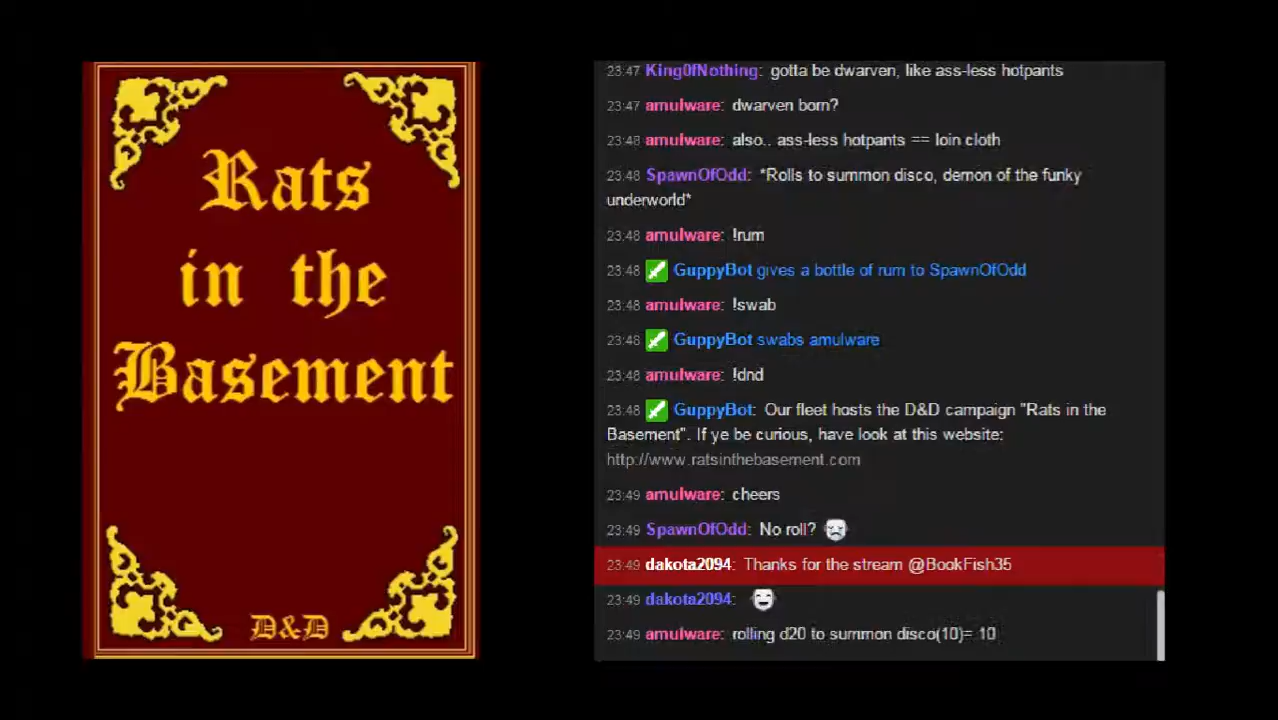 Rats
in the
Basement
D&D
23:47 King0fNothing: gotta be dwarven, like ass-less hotpants
23:47 amulware: dwarven born?
23:48 amulware: also.. ass-less hotpants == loin cloth
23:48 SpawnOfOdd: *Rolls to summon disco, demon of the funky
underworld*
23:48 amulware: !rum
23:48 GuppyBot gives a bottle of rum to SpawnOfOdd
23:48 amulware: !swab
23:48 GuppyBot swabs amulware
23:48 amulware: !dnd
23:48 GuppyBot: Our fleet hosts the D&D campaign "Rats in the
Basement". If ye be curious, have look at this website:
http://www.ratsinthebasement.com
23:49 amulware: cheers
23:49 SpawnOfOdd: No roll?
23:49 dakota2094: Thanks for the stream @BookFish35
23:49 dakota2094:
23:49 amulware: rolling d20 to summon disco(10)= 10